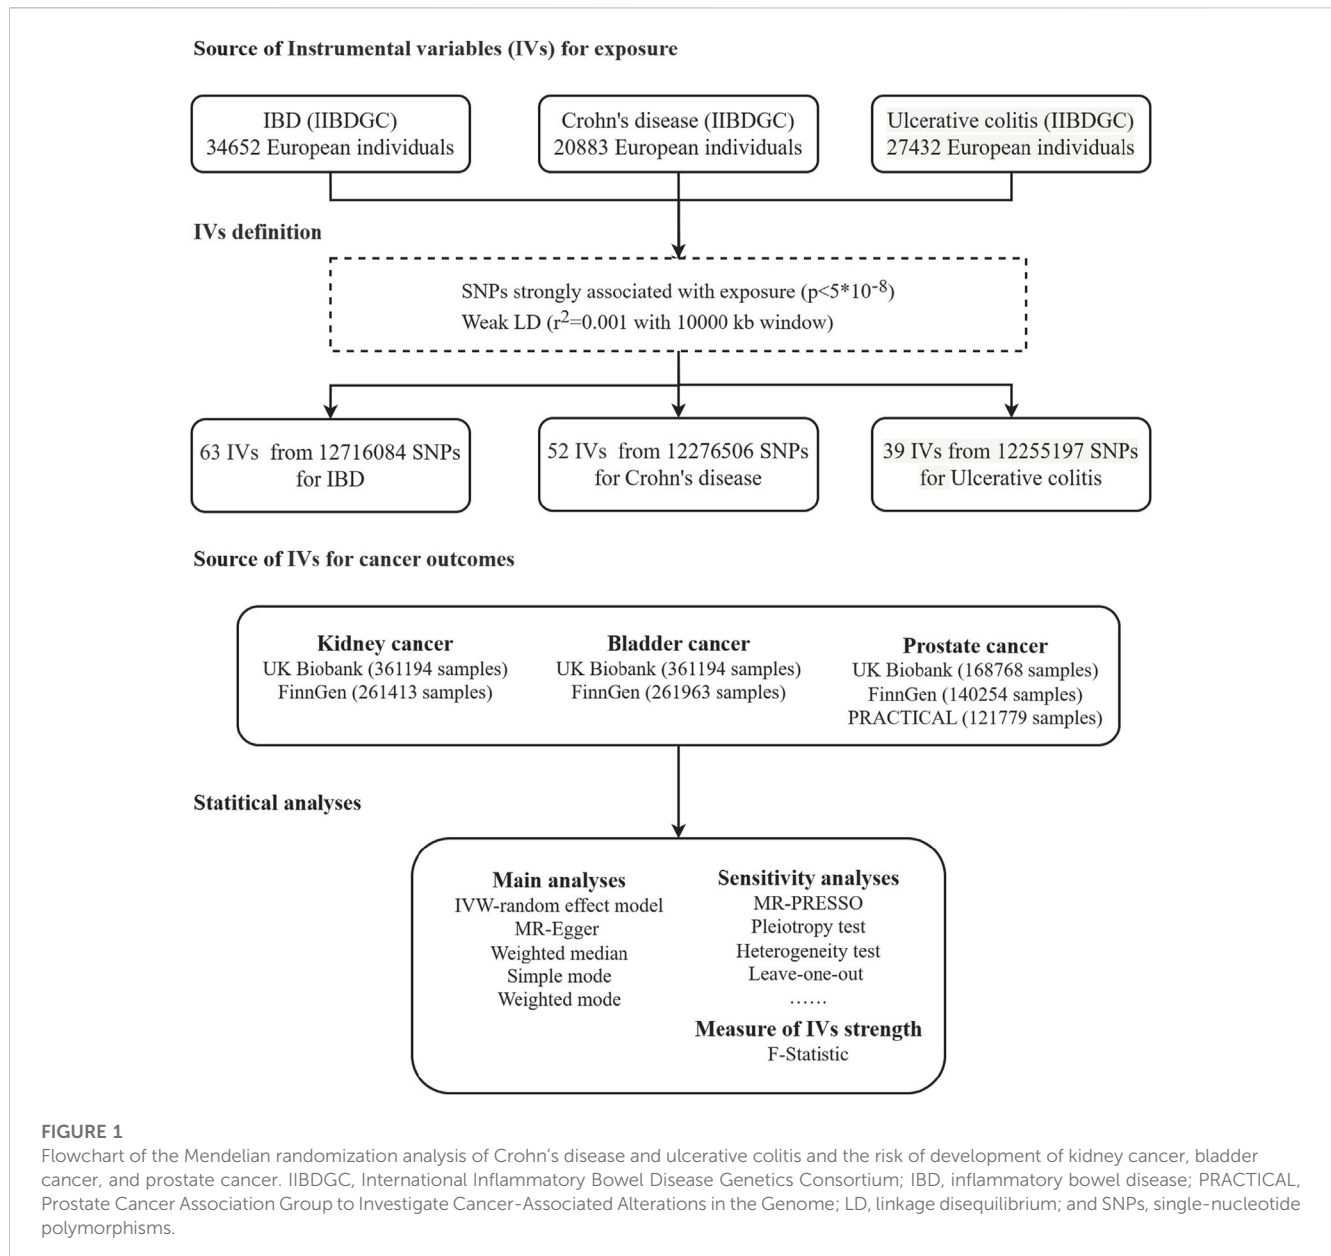 Source of Instrumental variables (IVs) for exposure
IBD (IIBDGC)
34652 European individuals
Crohn's disease (IIBDGC)
20883 European individuals
Ulcerative colitis (IIBDGC)
27432 European individuals
IVs definition
SNPs strongly associated with exposure (p<5*10-8)
Weak LD (r2=0.001 with 10000 kb window)
63 IVs from 12716084 SNPs
for IBD
52 IVs from 12276506 SNPs
for Crohn's disease
39 IVs from 12255197 SNPs
for Ulcerative colitis
Source of IVs for cancer outcomes
Kidney cancer
UK Biobank (361194 samples)
FinnGen (261413 samples)
Bladder cancer
UK Biobank (361194 samples)
FinnGen (261963 samples)
Prostate cancer
UK Biobank (168768 samples)
FinnGen (140254 samples)
PRACTICAL (121779 samples)
Statitical analyses
Main analyses
IVW-random effect model
MR-Egger
Weighted median
Simple mode
Weighted mode
Sensitivity analyses
MR-PRESSO
Pleiotropy test
Heterogeneity test
Leave-one-out
……
Measure of IVs strength
F-Statistic
FIGURE 1
Flowchart of the Mendelian randomization analysis of Crohn's disease and ulcerative colitis and the risk of development of kidney cancer, bladder
cancer, and prostate cancer. IIBDGC, International Inflammatory Bowel Disease Genetics Consortium; IBD, inflammatory bowel disease; PRACTICAL,
Prostate Cancer Association Group to Investigate Cancer-Associated Alterations in the Genome; LD, linkage disequilibrium; and SNPs, single-nucleotide
polymorphisms.